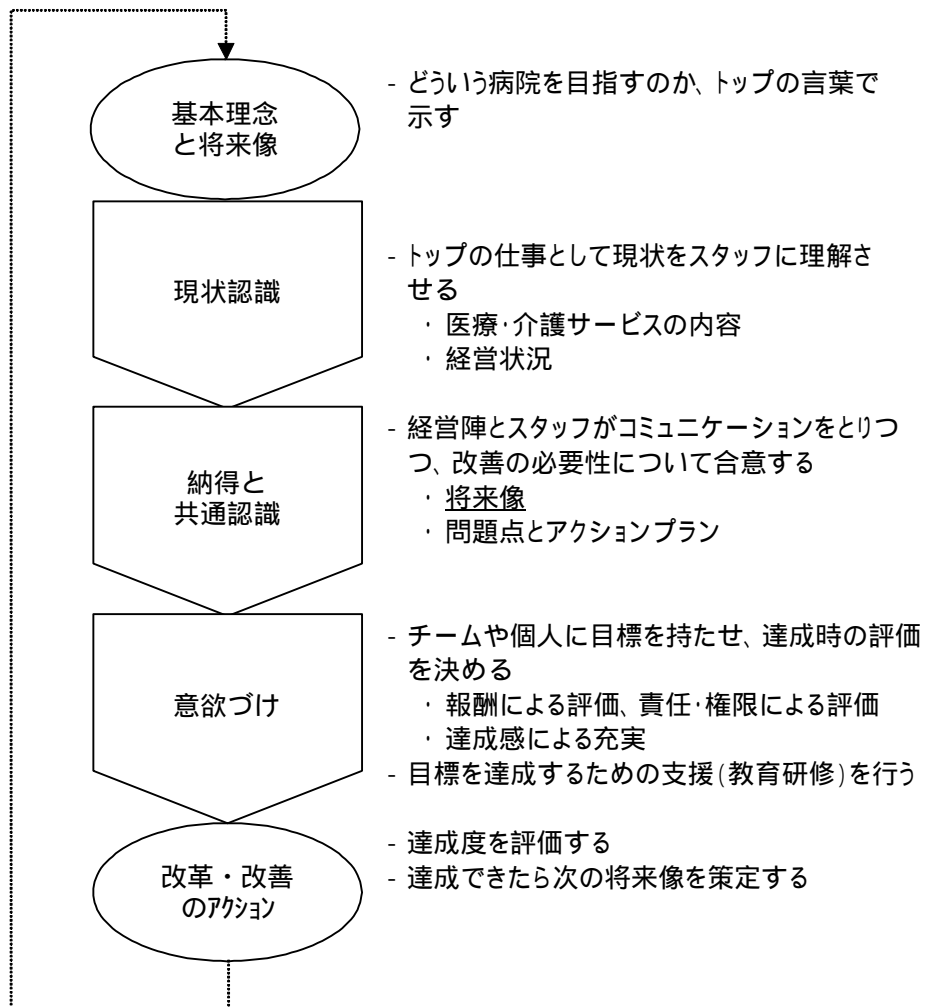 基本理念
と将来像
- どういう病院を目指すのか、トップの言葉で
示す
現状認識
- トップの仕事として現状をスタッフに理解さ
せる
・ 医療・介護サービスの内容
・ 経営状況
納得と
共通認識
- 経営陣とスタッフがコミュニケーションをとりつ
つ、改善の必要性について合意する
・ 将来像
・ 問題点とアクションプラン
意欲づけ
- チームや個人に目標を持たせ、達成時の評価
を決める
・ 報酬による評価、責任・権限による評価
・ 達成感による充実
- 目標を達成するための支援(教育研修)を行う
改革・改善
のアクション
- 達成度を評価する
- 達成できたら次の将来像を策定する